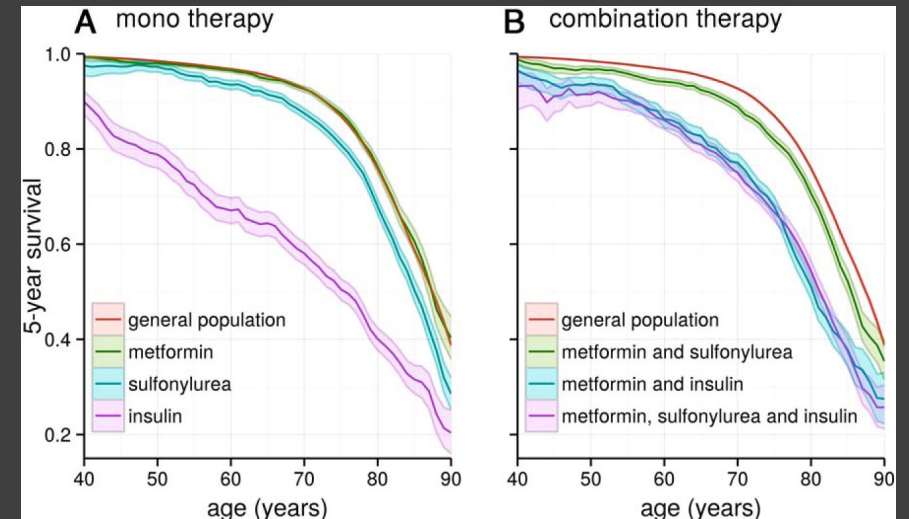 A mono therapy
B combination therapy
5-year survival
1.0
0.8
0.6
0.4
0.2
general population
metformin
sulfonylurea
insulin
40 50 60 70 80 90
age (years)
general population
metformin and sulfonylurea
metformin and insulin
metformin, sulfonylurea and insulin
40 50 60 70 80 90
age (years)